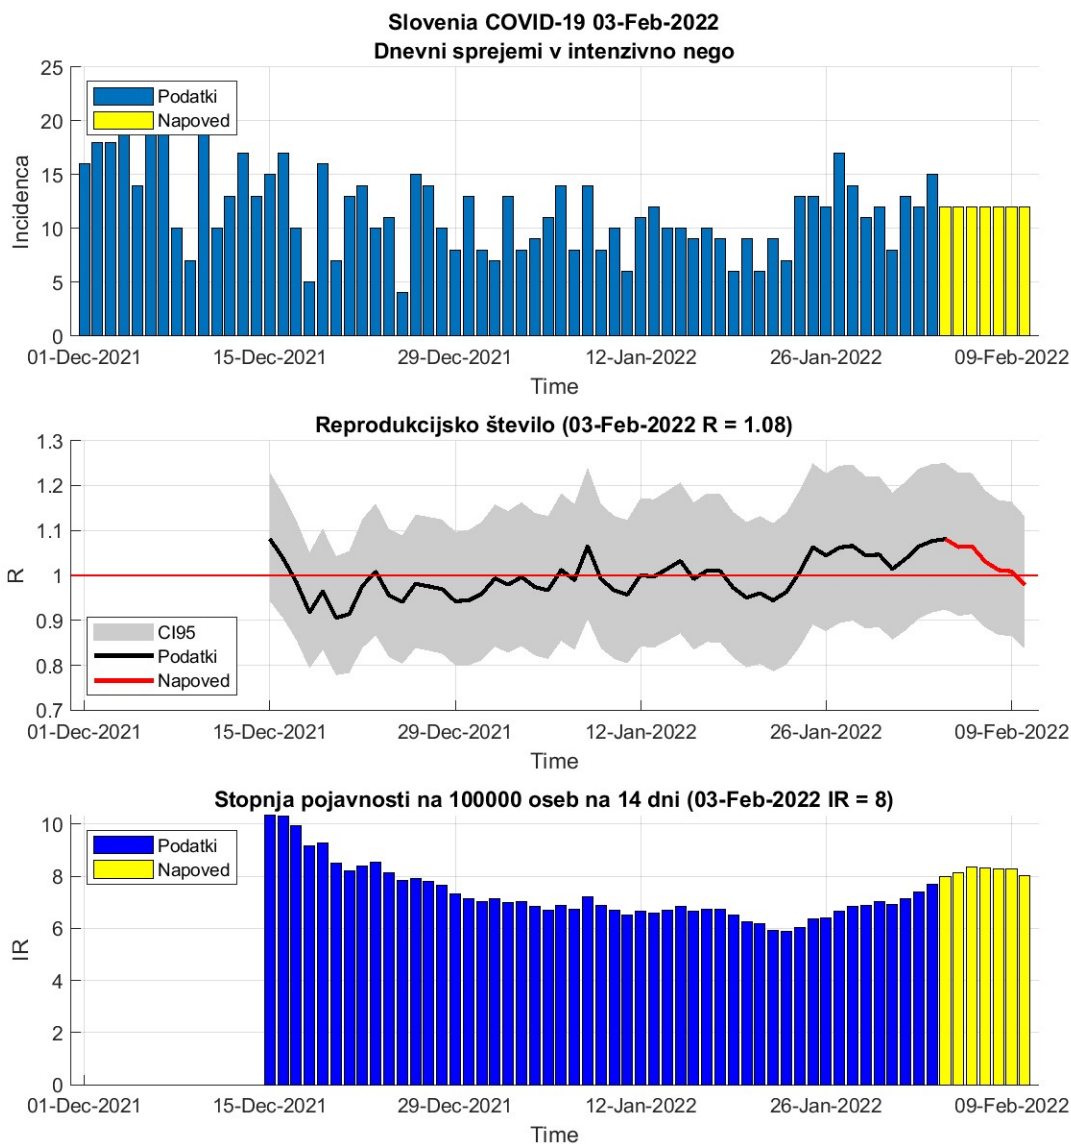 Slovenia COVID-19 03-Feb-2022
Dnevni sprejemi v intenzivno nego
25
20
15
10
5
0
Incidenca
Podatki
Napoved
01-Dec-2021 15-Dec-2021 29-Dec-2021 12-Jan-2022 26-Jan-2022 09-Feb-2022
Time
Reprodukcijsko število (03-Feb-2022 R = 1.08)
1.3
1.2
1.1
1
0.9
0.8
0.7
R
CI95
Podatki
Napoved
01-Dec-2021 15-Dec-2021 29-Dec-2021 12-Jan-2022 26-Jan-2022 09-Feb-2022
Time
Stopnja pojavnosti na 100000 oseb na 14 dni (03-Feb-2022 IR = 8)
10
8
6
4
2
0
IR
Podatki
Napoved
01-Dec-2021 15-Dec-2021 29-Dec-2021 12-Jan-2022 26-Jan-2022 09-Feb-2022
Time